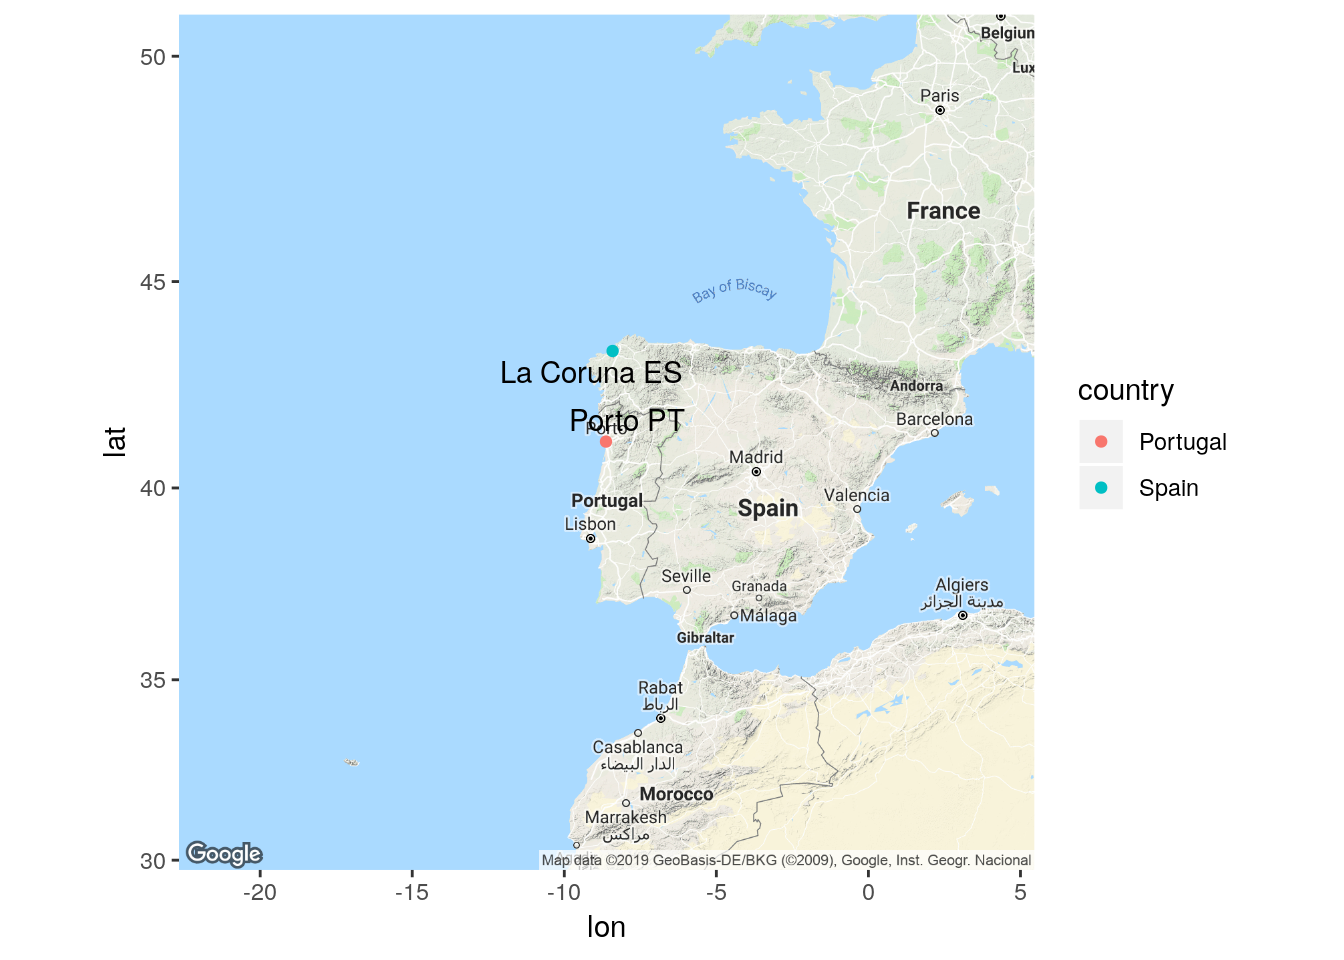 50
45
40
35
30
lat
Belgium
Lux
Paris
France
Bay of Biscay
La Coruna ES
Andorra
Porto PT
Porto
Barcelona
Madrid
Portugal
Spain
Valencia
Lisbon
Seville
Granada
Málaga
Algiers
مدينة الجزائر
Gibraltar
Rabat
الرباط
Casablanca
الدار البيضاء
Morocco
Marrakesh
مراكش
Google
Map data ©2019 GeoBasis-DE/BKG (©2009), Google, Inst. Geogr. Nacional
-20
-15
-10
-5
0
5
lon
country
Portugal
Spain